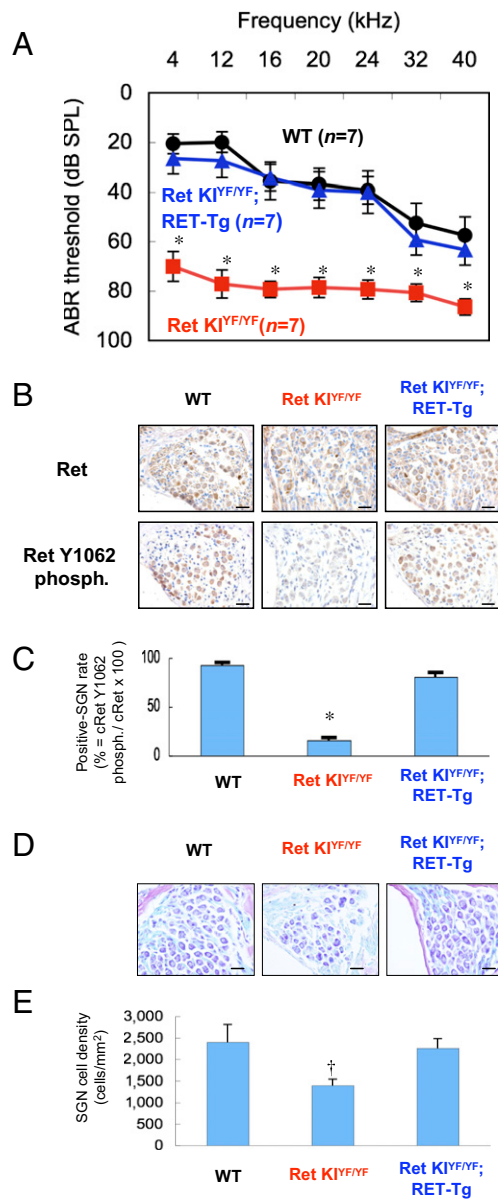 A
Frequency (kHz)
4 12 16 20 24 32 40
ABR threshold (dB SPL)
0
20
40
60
80
100
WT (n=7)
Ret KIYF/YF;
RET-Tg (n=7)
* * * * * * *
Ret KIYF/YF(n=7)
B
WT
Ret KIYF/YF
Ret KIYF/YF;
RET-Tg
Ret
Ret Y1062
phosph.
C
Positive-SGN rate
(% = cRet Y1062
phosph./ cRet x 100)
100
50
0
*
WT
Ret KIYF/YF
Ret KIYF/YF;
RET-Tg
D
WT
Ret KIYF/YF
Ret KIYF/YF;
RET-Tg
E
SGN cell density
(cells/mm2)
3,000
2,500
2,000
1,500
1,000
500
0
†
WT
Ret KIYF/YF
Ret KIYF/YF;
RET-Tg